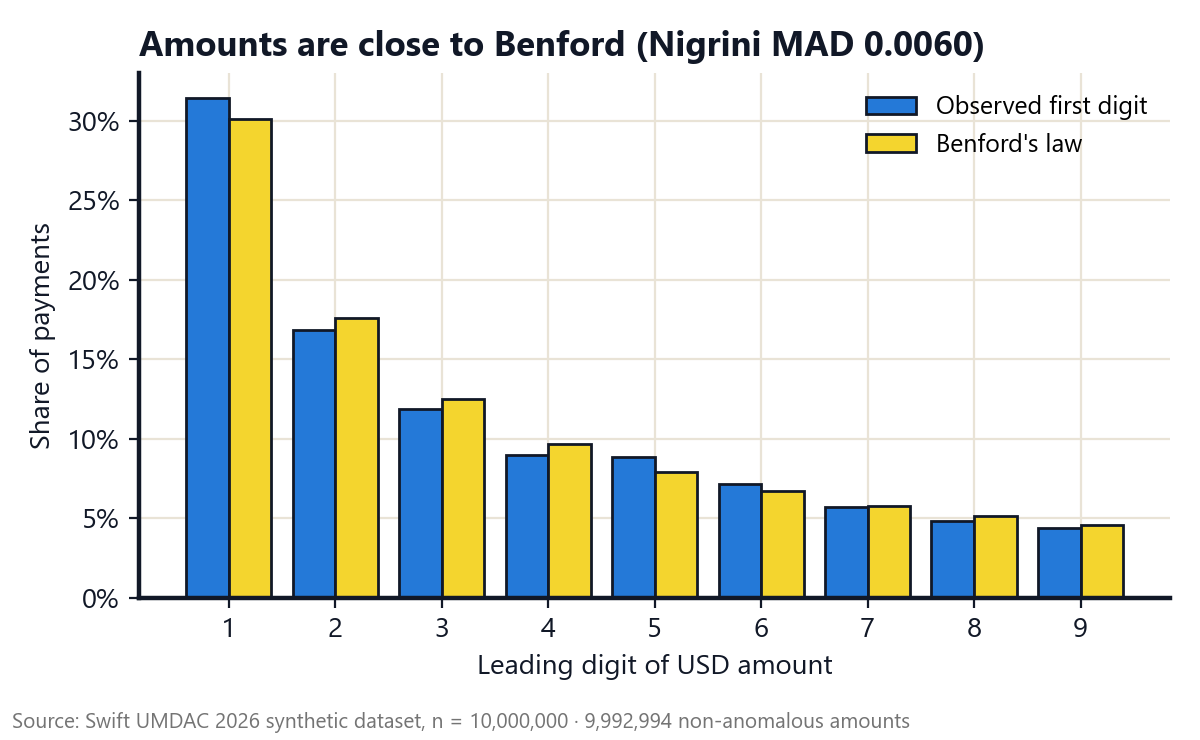 Amounts are close to Benford (Nigrini MAD 0.0060)
Observed first digit
Benford's law
30%
25%
20%
15%
10%
5%
0%
Share of payments
1 2 3 4 5 6 7 8 9
Leading digit of USD amount
Source: Swift UMDAC 2026 synthetic dataset, n = 10,000,000 · 9,992,994 non-anomalous amounts